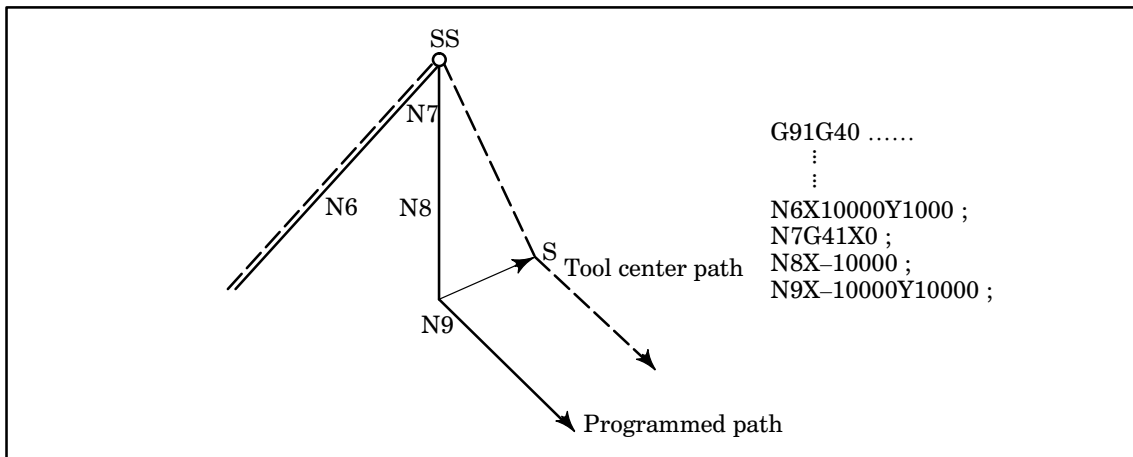 SS
N7
N6
N8
S
Tool center path
N9
Programmed path
G91G40 ......
⋮
⋮
N6X10000Y1000 ;
N7G41X0 ;
N8X–10000 ;
N9X–10000Y10000 ;